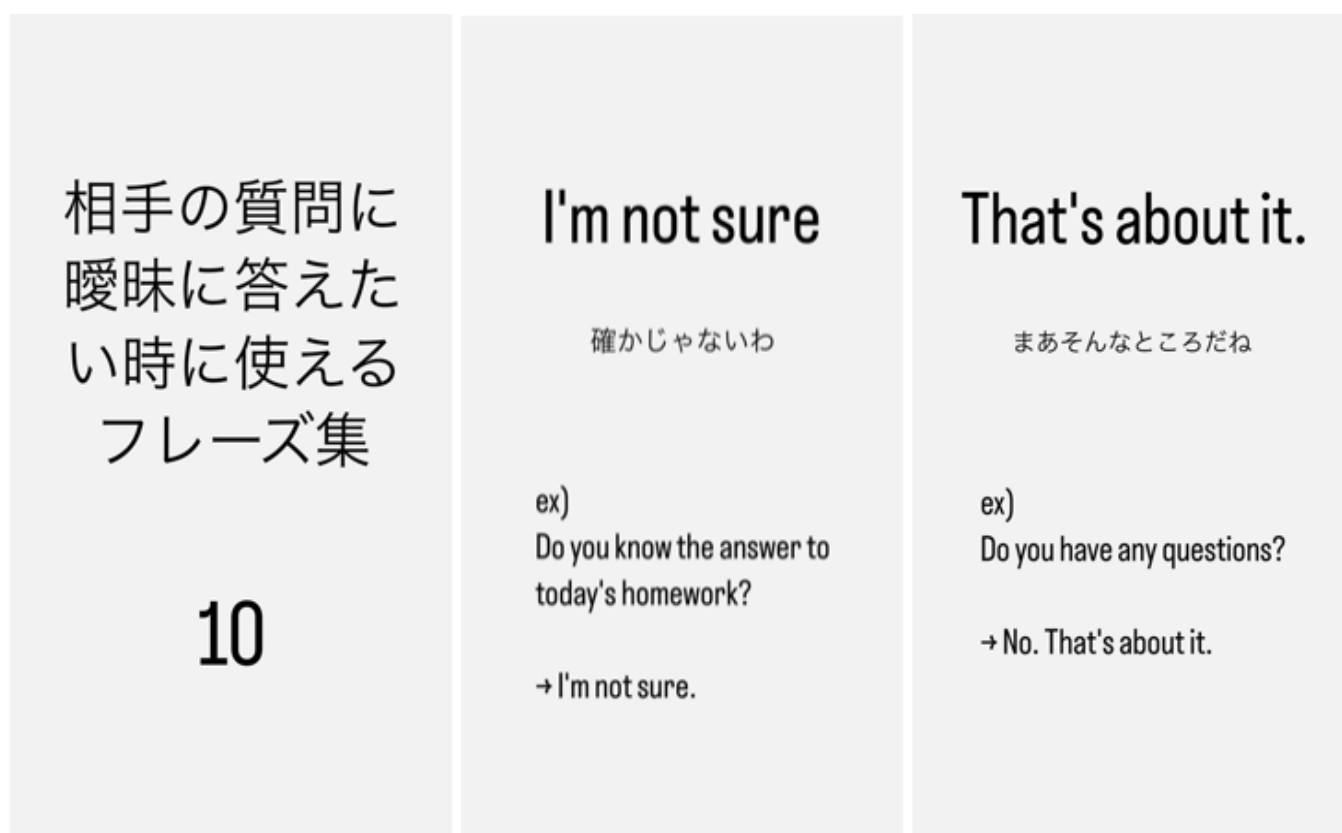 相手の質問に
曖昧に答えた
い時に使える
フレーズ集
10
I'm not sure
確かじゃないわ
ex)
Do you know the answer to
today's homework?
→ I'm not sure.
That's about it.
まあそんなところだね
ex)
Do you have any questions?
→ No. That's about it.